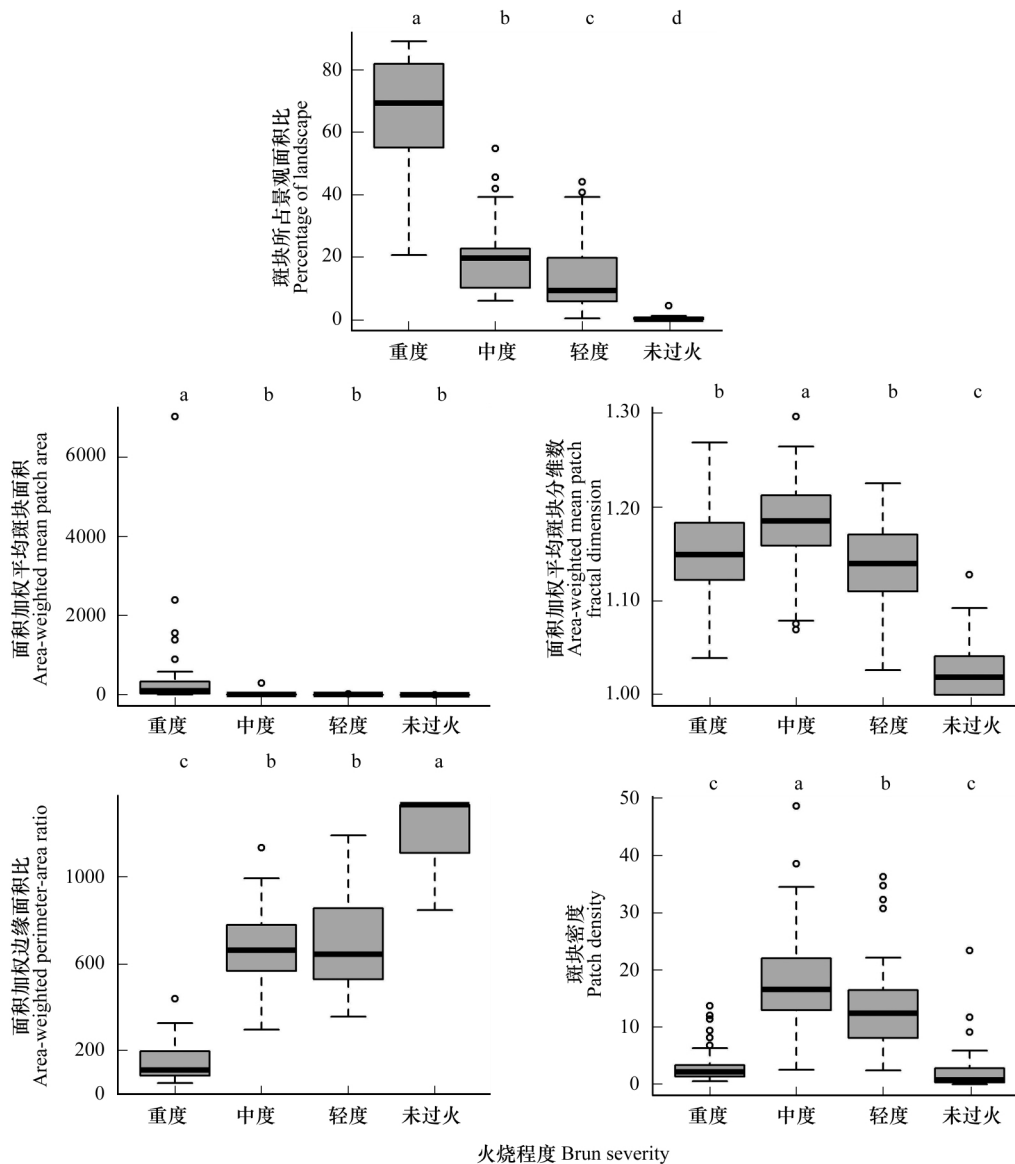 a b c d
斑块所占景观面积比
Percentage of landscape
80
60
40
20
0
重度 中度 轻度 未过火
a b b b
面积加权平均斑块面积
Area-weighted mean patch area
6000
4000
2000
0
重度 中度 轻度 未过火
b a b c
面积加权平均斑块分维数
Area-weighted mean patch
fractal dimension
1.30
1.20
1.10
1.00
重度 中度 轻度 未过火
c b b a
面积加权边缘面积比
Area-weighted perimeter-area ratio
1000
600
200
0
重度 中度 轻度 未过火
c a b c
斑块密度
Patch density
50
40
30
20
10
0
重度 中度 轻度 未过火
火烧程度 Brun severity